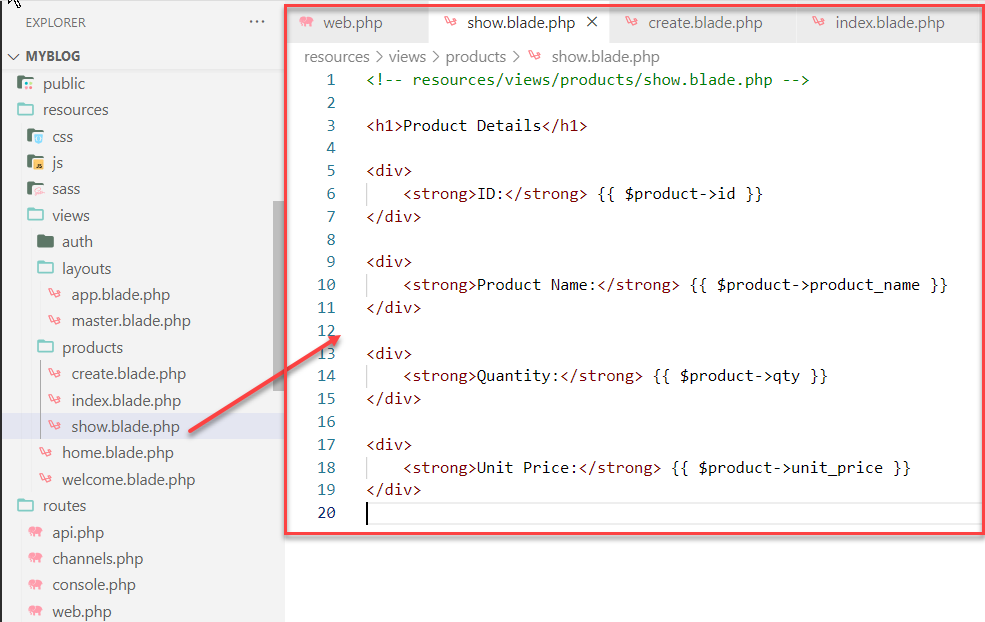 EXPLORER ···
MYBLOG
public
resources
css
js
sass
views
auth
layouts
app.blade.php
master.blade.php
products
create.blade.php
index.blade.php
show.blade.php
home.blade.php
welcome.blade.php
routes
api.php
channels.php
console.php
web.php
web.php show.blade.php × create.blade.php index.blade.php
resources > views > products > show.blade.php
1 <!-- resources/views/products/show.blade.php -->
2
3 <h1>Product Details</h1>
4
5 <div>
6     <strong>ID:</strong> {{ $product->id }}
7 </div>
8
9 <div>
10     <strong>Product Name:</strong> {{ $product->product_name }}
11 </div>
12
13 <div>
14     <strong>Quantity:</strong> {{ $product->qty }}
15 </div>
16
17 <div>
18     <strong>Unit Price:</strong> {{ $product->unit_price }}
19 </div>
20